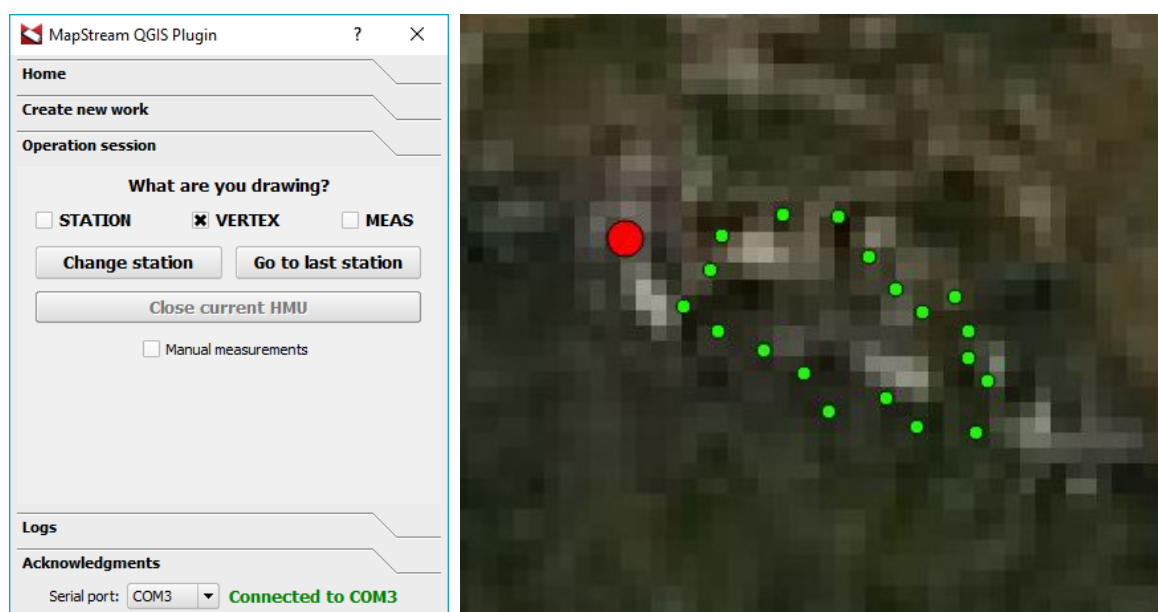 MapStream QGIS Plugin ? ×
Home
Create new work
Operation session
What are you drawing?
STATION VERTEX MEAS
Change station Go to last station
Close current HMU
Manual measurements
Logs
Acknowledgments
Serial port: COM3 Connected to COM3